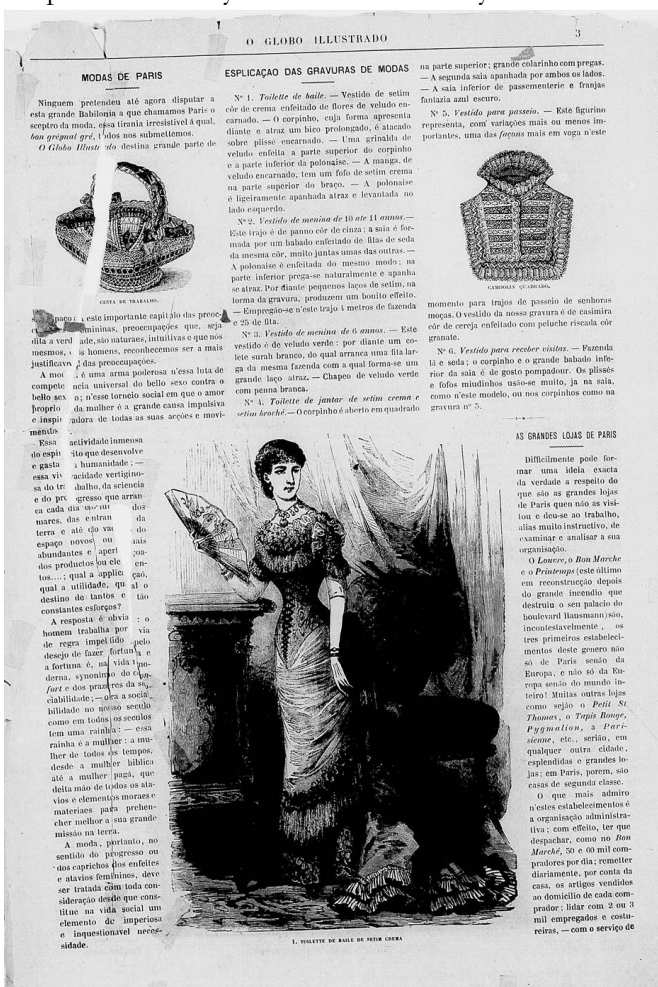 O GLOBO ILLUSTRADO
3
MODAS DE PARIS
Ninguem pretendeu até agora disputar a
esta grande Babilonia a que chamamos Paris o
sceptro da moda, essa tirania irresistivel á qual,
bon gré mal gré, todos nos submettemos.
O Globo Illustrado destina grande parte de
CESTA DE TRABALHO.
este importante capitulo das
femininas, preocupações que, seja
dita a verdade, são naturaes, intuitivas e que nós
mesmos, os homens, reconhecemos ser a mais
justificavel das preocupações.
A moda é uma arma poderosa n'essa luta de
competencia universal do bello sexo contra o
bello sexo; n'esse torneio social em que o amor
proprio da mulher é a grande causa impulsiva
e inspiradora de todas as suas acções e movi-
mentos
Essa actividade inmensa
do espirito que desenvolve
e gasta a humanidade; —
essa vivacidade vertigino-
sa do trabalho, da sciencia
e do progresso que arran-
ca cada dia dos
mares, das entranhas da
terra e até do do
espaço novos ou mais
abundantes e
dos productos ou
tos....; qual a applicação,
qual a utilidade, qual o
destino de tantos e tão
constantes esforços?
A resposta é obvia: o
homem trabalha por via
de regra impellido pelo
desejo de fazer fortuna e
a fortuna é, na vida mo-
derna, synonimo do con-
fort e dos prazeres da so-
ciabilidade; — ora a socia-
bilidade no nosso seculo
como em todos os seculos
tem uma rainha: — essa
rainha é a mulher: a mu-
lher de todos os tempos,
desde a mulher biblica
até a mulher pagã, que
deita mão de todos os ata-
vios e elementos moraes e
materiaes para prehen-
cher melhor a sua grande
missão na terra.
A moda, portanto, no
sentido do progresso ou
dos caprichos dos enfeites
e atavios femininos, deve
ser tratada com toda con-
sideração desde que cons-
titue na vida social um
elemento de imperiosa
e inquestionavel neces-
sidade.
ESPLICAÇAO DAS GRAVURAS DE MODAS
Nº 1. Toilette de baile. — Vestido de setim
côr de crema enfeitado de flores de veludo en-
carnado. — O corpinho, cuja forma apresenta
diante e atraz um bico prolongado, é atacado
sobre plissé encarnado. — Uma grinalda de
veludo enfeita a parte superior do corpinho
e a parte inferior da polonaise. — A manga, de
veludo encarnado, tem um fofo de setim crema
na parte superior do braço. — A polonaise
é ligeiramente apanhada atraz e levantada no
lado esquerdo.
Nº 2. Vestido de menina de 10 até 11 annos. —
Este trajo é de panno côr de cinza; a saia é for-
mada por um babado enfeitado de fitas de seda
da mesma côr, muito juntas umas das outras. —
A polonaise é enfeitada do mesmo modo; na
parte inferior prega-se naturalmente e apanha
se atraz. Por diante pequenos laços de setim, na
forma da gravura, produzem um bonito effeito.
— Empregão-se n'este trajo 4 metros de fazenda
e 25 de fita.
Nº 3. Vestido de menina de 6 annos. — Este
vestido é de veludo verde: por diante um co-
lete surah branco, do qual arranca uma fita lar-
ga da mesma fazenda com a qual forma-se um
grande laço atraz. — Chapeo de veludo verde
com penna branca.
Nº 4. Toilette de jantar de setim crema e
setim broché. — O corpinho é aberto em quadrado
na parte superior; grande colarinho com pregas.
— A segunda saia apanhada por ambos os lados.
— A saia inferior de passementerie e franjas
fantazia azul escuro.
Nº 5. Vestido para passeio. — Este figurino
representa, com variações mais ou menos im-
portantes, uma das façons mais em voga n'este
CAMISOLIN QUADRADO.
momento para trajos de passeio de senhoras
moças. O vestido da nossa gravura é de casimira
côr de cereja enfeitado com peluche riscada côr
granate.
Nº 6. Vestido para receber visitas. — Fazenda
lã e seda; o corpinho e o grande babado infe-
rior da saia é de gosto pompadour. Os plissés
e fofos miudinhos usão-se muito, ja na saia,
como n'este modelo, ou nos corpinhos como na
gravura nº 5.
AS GRANDES LOJAS DE PARIS
Difficilmente pode for-
mar uma ideia exacta
da verdade a respeito do
que são as grandes lojas
de Paris quen não as visi-
tou e deu-se ao trabalho,
alias muito instructivo, de
examinar e analisar a sua
organisação.
O Louvre, o Bon Marche
e o Printemps (este último
em reconstrucção depois
do grande incendio que
destruiu o seu palacio do
boulevard Hausmann) são,
incontestavelmente, os
tres primeiros estabeleci-
mentos deste genero não
só de Paris senão da
Europa, e não só da Eu-
ropa senão do mundo in-
teiro! Muitas outras lojas
como sejão o Petit St
Thomas, o Tapis Rouge,
Pygmalion, a Pari-
sienne, etc., serião, em
qualquer outra cidade,
esplendidas e grandes lo-
jas; em Paris, porem, são
casas de segunda classe.
O que mais admiro
n'estes estabelecimentos é
a organisação administra-
tiva; com effeito, ter que
despachar, como no Bon
Marché, 50 e 60 mil com-
pradores por dia; remetter
diariamente, por conta da
casa, os artigos vendidos
ao domicilio de cada com-
prador; lidar com 2 ou 3
mil empregados e costu-
reiras, — com o serviço de
1. TOILETTE DE BAILE DE SETIM CREMA